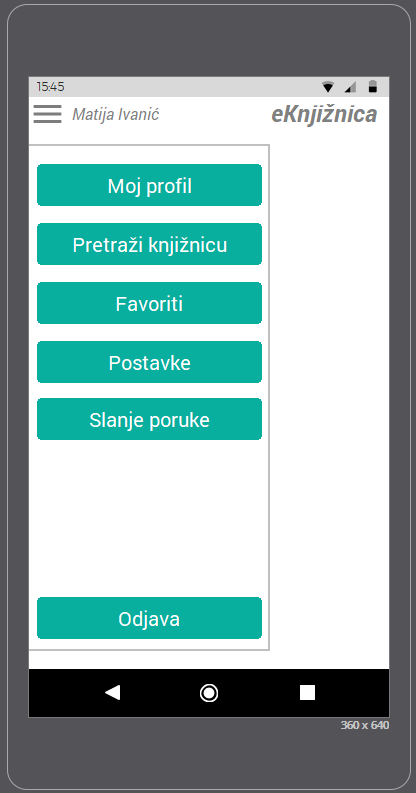 15:45
Matija Ivanić eKnjižnica
Moj profil
Pretraži knjižnicu
Favoriti
Postavke
Slanje poruke
Odjava
360 x 640